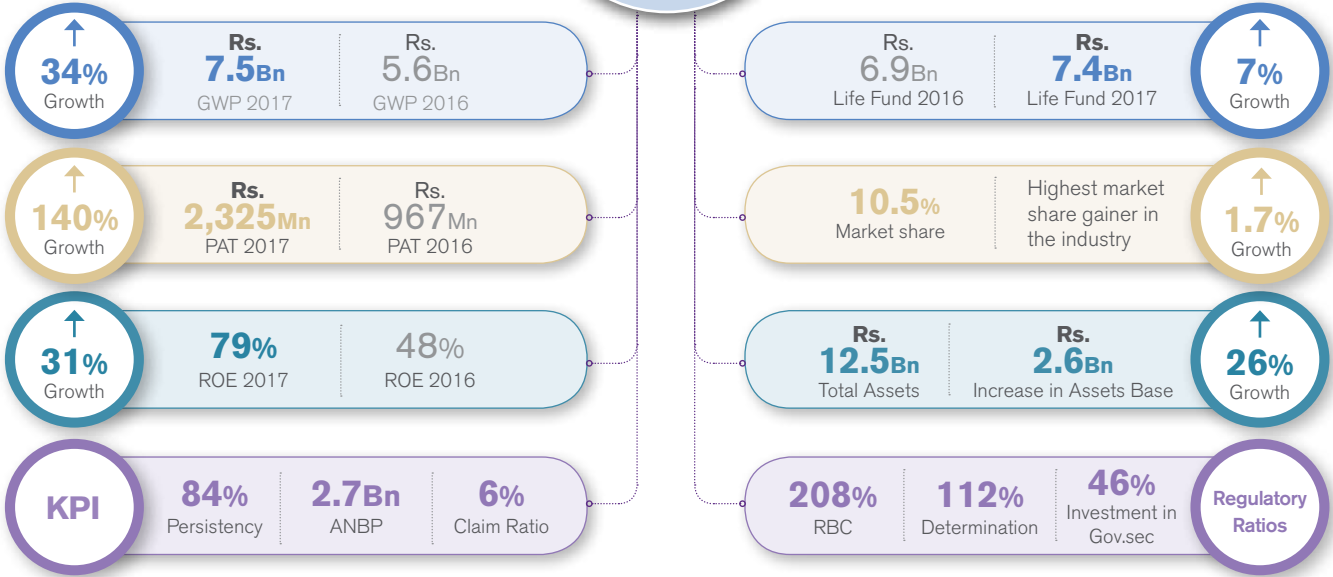 34%
Growth
Rs.
7.5Bn
GWP 2017
Rs.
5.6Bn
GWP 2016
140%
Growth
Rs.
2,325Mn
PAT 2017
Rs.
967Mn
PAT 2016
31%
Growth
79%
ROE 2017
48%
ROE 2016
KPI
84%
Persistency
2.7Bn
ANBP
6%
Claim Ratio
Rs.
6.9Bn
Life Fund 2016
Rs.
7.4Bn
Life Fund 2017
7%
Growth
10.5%
Market share
Highest market
share gainer in
the industry
1.7%
Growth
Rs.
12.5Bn
Total Assets
Rs.
2.6Bn
Increase in Assets Base
26%
Growth
208%
RBC
112%
Determination
46%
Investment in
Gov.sec
Regulatory
Ratios